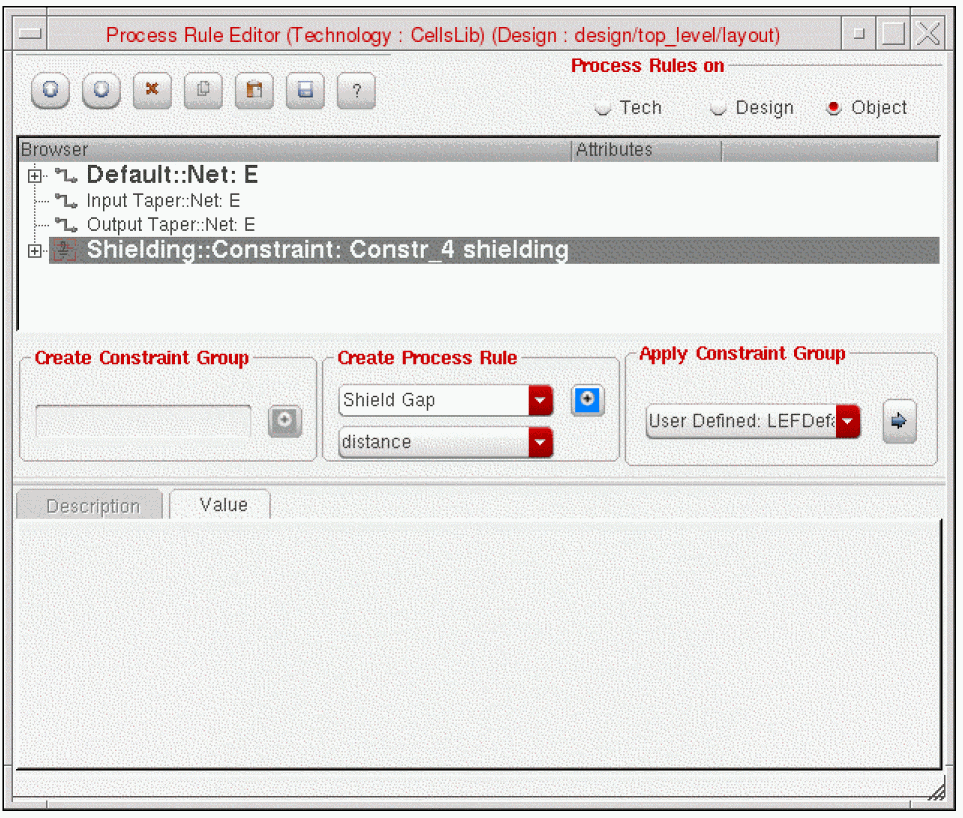 Process Rule Editor (Technology : CellsLib) (Design : design/top_level/layout)
Process Rules on
?
Tech Design Object
Browser Attributes
Default::Net: E
Input Taper::Net: E
Output Taper::Net: E
Shielding::Constraint: Constr_4 shielding
Create Constraint Group Create Process Rule Apply Constraint Group
Shield Gap
User Defined: LEFDefa
distance
Description Value